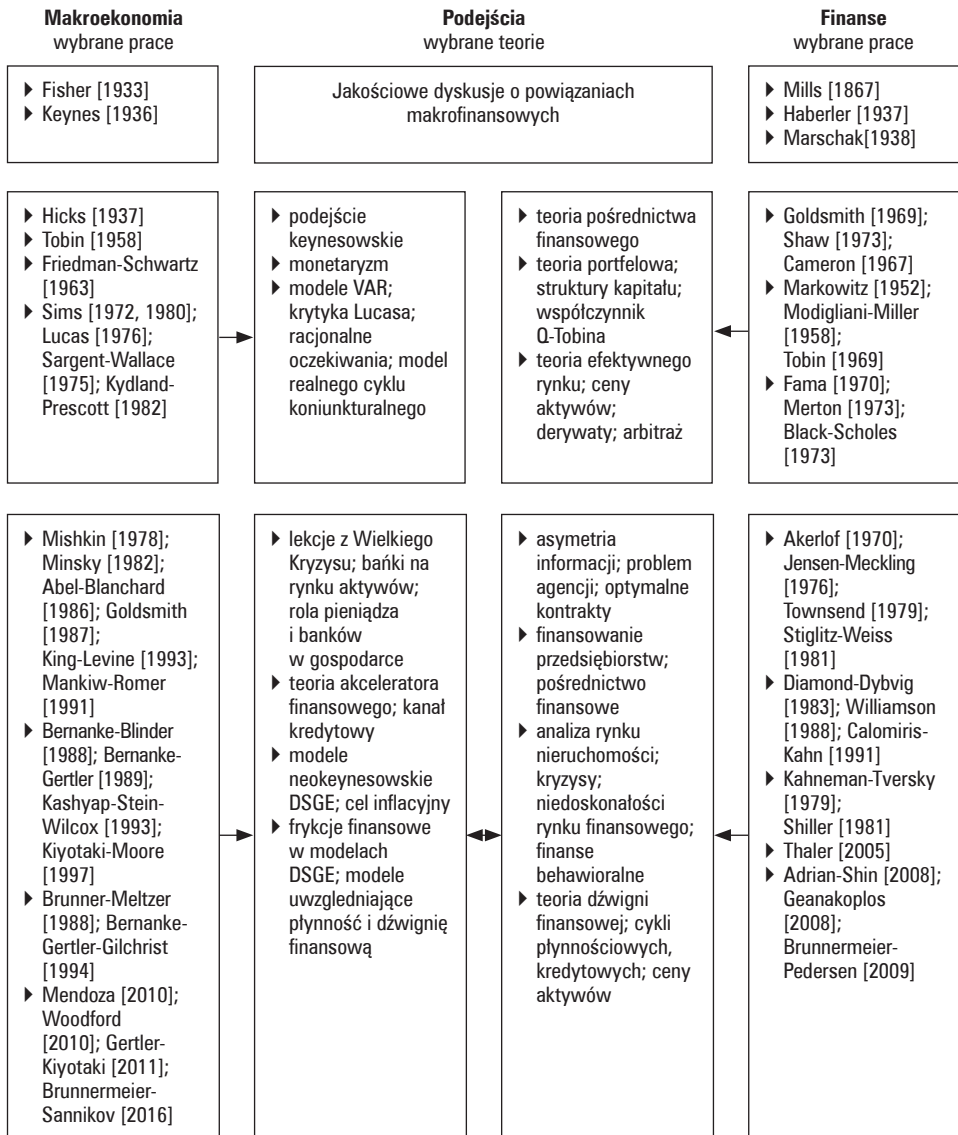 Makroekonomia
wybrane prace
Podejścia
wybrane teorie
Finanse
wybrane prace
Fisher [1933]
Keynes [1936]
Jakościowe dyskusje o powiązaniach
makrofinansowych
Mills [1867]
Haberler [1937]
Marschak[1938]
Hicks [1937]
Tobin [1958]
Friedman-Schwartz
[1963]
Sims [1972, 1980];
Lucas [1976];
Sargent-Wallace
[1975]; Kydland-
Prescott [1982]
podejście
keynesowskie
monetaryzm
modele VAR;
krytyka Lucasa;
racjonalne
oczekiwania; model
realnego cyklu
koniunkturalnego
teoria pośrednictwa
finansowego
teoria portfelowa;
struktury kapitału;
współczynnik
Q-Tobina
teoria efektywnego
rynku; ceny
aktywów;
derywaty; arbitraż
Goldsmith [1969];
Shaw [1973];
Cameron [1967]
Markowitz [1952];
Modigliani-Miller
[1958];
Tobin [1969]
Fama [1970];
Merton [1973];
Black-Scholes
[1973]
Mishkin [1978];
Minsky [1982];
Abel-Blanchard
[1986]; Goldsmith
[1987];
King-Levine [1993];
Mankiw-Romer
[1991]
Bernanke-Blinder
[1988]; Bernanke-
Gertler [1989];
Kashyap-Stein-
Wilcox [1993];
Kiyotaki-Moore
[1997]
Brunner-Meltzer
[1988]; Bernanke-
Gertler-Gilchrist
[1994]
Mendoza [2010];
Woodford
[2010]; Gertler-
Kiyotaki [2011];
Brunnermeier-
Sannikov [2016]
lekcje z Wielkiego
Kryzysu; bańki na
rynku aktywów;
rola pieniądza
i banków
w gospodarce
teoria akceleratora
finansowego; kanał
kredytowy
modele
neokeynesowskie
DSGE; cel inflacyjny
frykcje finansowe
w modelach
DSGE; modele
uwzgledniające
płynność i dźwignię
finansową
asymetria
informacji; problem
agencji; optymalne
kontrakty
finansowanie
przedsiębiorstw;
pośrednictwo
finansowe
analiza rynku
nieruchomości;
kryzysy;
niedoskonałości
rynku finansowego;
finanse
behawioralne
teoria dźwigni
finansowej; cykli
płynnościowych,
kredytowych; ceny
aktywów
Akerlof [1970];
Jensen-Meckling
[1976];
Townsend [1979];
Stiglitz-Weiss
[1981]
Diamond-Dybvig
[1983]; Williamson
[1988]; Calomiris-
Kahn [1991]
Kahneman-Tversky
[1979];
Shiller [1981]
Thaler [2005]
Adrian-Shin [2008];
Geanakoplos
[2008];
Brunnermeier-
Pedersen [2009]